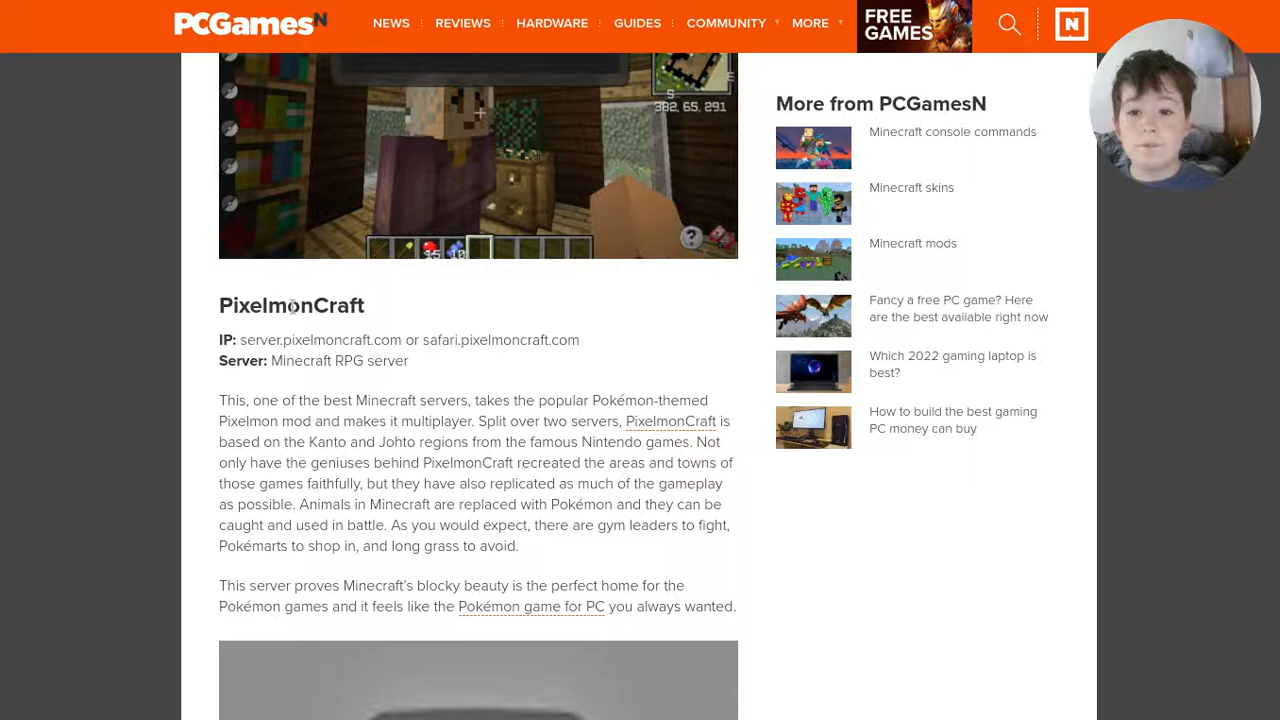 PCGamesN
NEWS
REVIEWS
HARDWARE
GUIDES
COMMUNITY
MORE
FREE
GAMES
N
S
E
382, 65, 291
?
15 10
PixelmonCraft
IP: server.pixelmoncraft.com or safari.pixelmoncraft.com
Server: Minecraft RPG server
This, one of the best Minecraft servers, takes the popular Pokémon-themed
Pixelmon mod and makes it multiplayer. Split over two servers, PixelmonCraft is
based on the Kanto and Johto regions from the famous Nintendo games. Not
only have the geniuses behind PixelmonCraft recreated the areas and towns of
those games faithfully, but they have also replicated as much of the gameplay
as possible. Animals in Minecraft are replaced with Pokémon and they can be
caught and used in battle. As you would expect, there are gym leaders to fight,
Pokémarts to shop in, and long grass to avoid.
This server proves Minecraft’s blocky beauty is the perfect home for the
Pokémon games and it feels like the Pokémon game for PC you always wanted.
More from PCGamesN
Minecraft console commands
Minecraft skins
Minecraft mods
Fancy a free PC game? Here
are the best available right now
Which 2022 gaming laptop is
best?
How to build the best gaming
PC money can buy